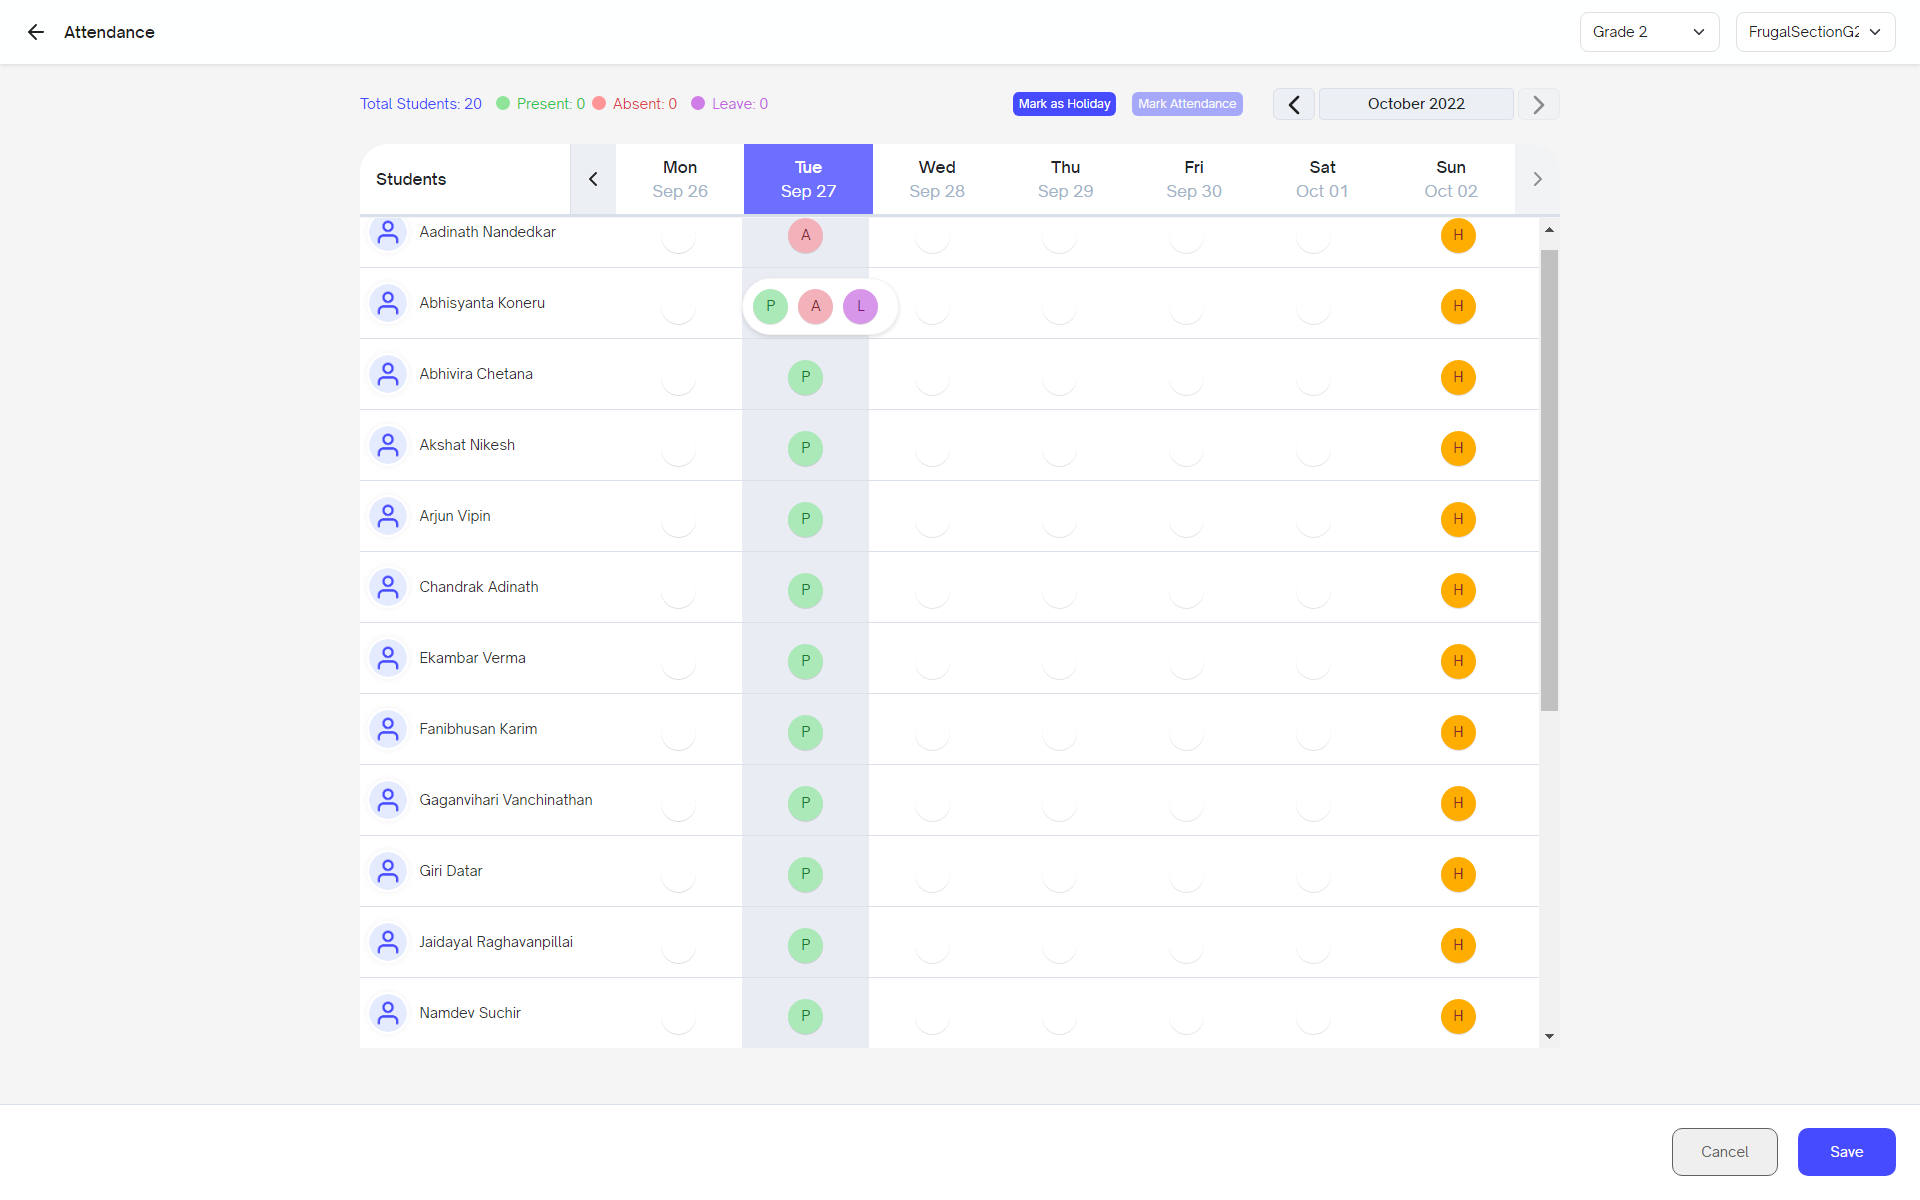 Attendance
Grade 2
FrugalSectionG2
Total Students: 20
Present: 0
Absent: 0
Leave: 0
Mark as Holiday
Mark Attendance
October 2022
Students
Mon
Sep 26
Tue
Sep 27
Wed
Sep 28
Thu
Sep 29
Fri
Sep 30
Sat
Oct 01
Sun
Oct 02
Aadinath Nandedkar A H
Abhisyanta Koneru P A L H
Abhivira Chetana P H
Akshat Nikesh P H
Arjun Vipin P H
Chandrak Adinath P H
Ekambar Verma P H
Fanibhusan Karim P H
Gaganvihari Vanchinathan P H
Giri Datar P H
Jaidayal Raghavanpillai P H
Namdev Suchir P H
Cancel
Save